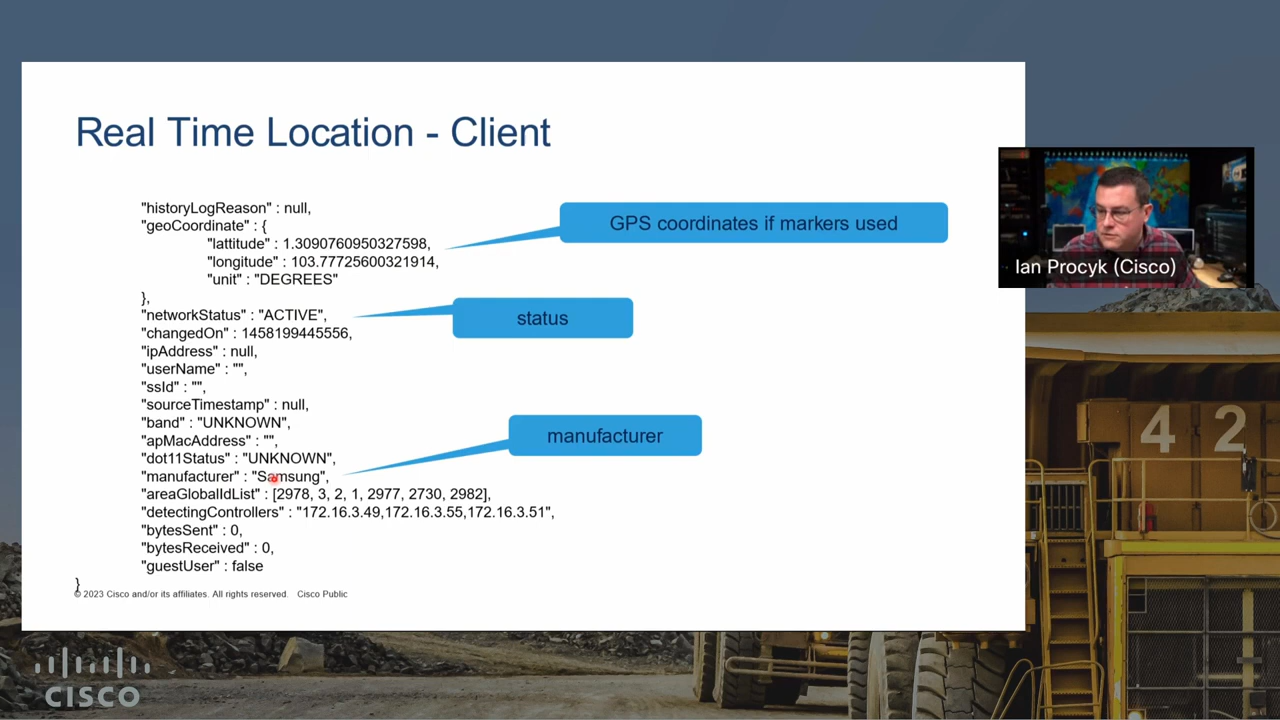 Real Time Location - Client
"historyLogReason" : null,
"geoCoordinate" : {
"lattitude" : 1.3090760950327598,
"longitude" : 103.77725600321914,
"unit" : "DEGREES"
},
"networkStatus" : "ACTIVE",
"changedOn" : 1458199445556,
"ipAddress" : null,
"userName" : "",
"ssId" : "",
"sourceTimestamp" : null,
"band" : "UNKNOWN",
"apMacAddress" : "",
"dot11Status" : "UNKNOWN",
"manufacturer" : "Samsung",
"areaGlobalIdList" : [2978, 3, 2, 1, 2977, 2730, 2982],
"detectingControllers" : "172.16.3.49,172.16.3.55,172.16.3.51",
"bytesSent" : 0,
"bytesReceived" : 0,
"guestUser" : false
}
GPS coordinates if markers used
status
manufacturer
© 2023 Cisco and/or its affiliates. All rights reserved. Cisco Public
Ian Procyk (Cisco)
42
CISCO